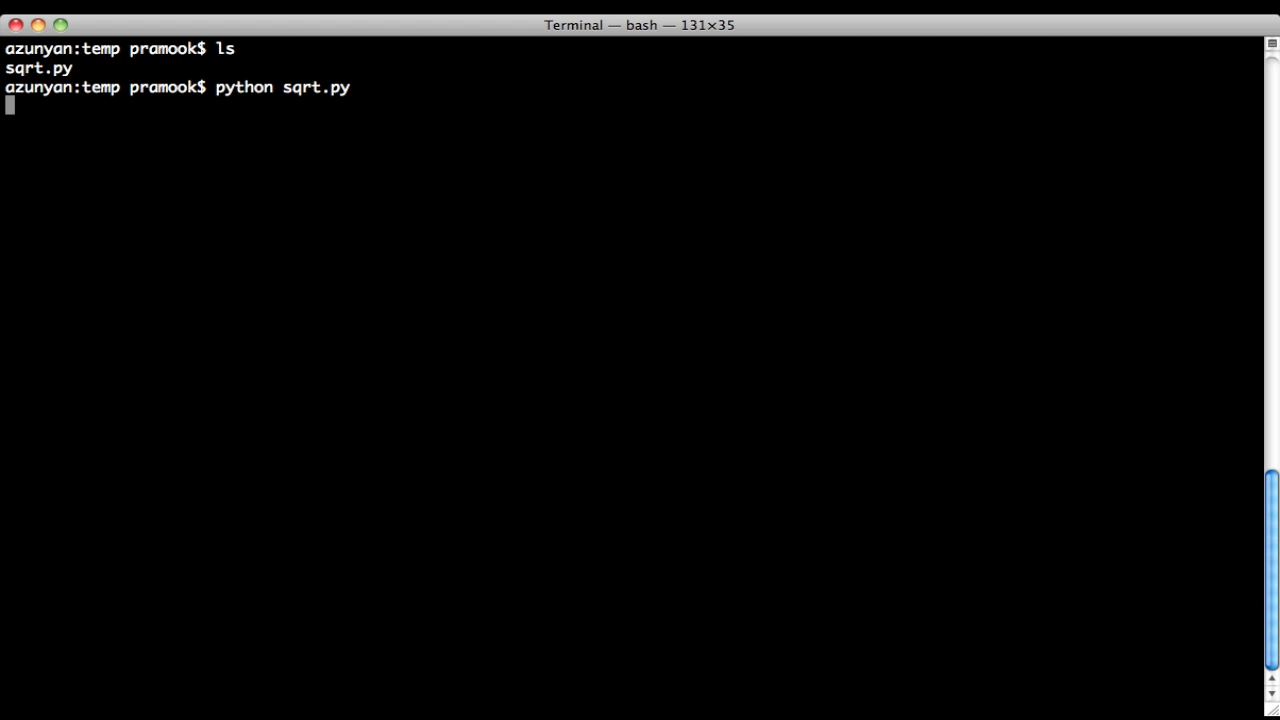 Terminal — bash — 131×35
azunyan:temp pramook$ ls
sqrt.py
azunyan:temp pramook$ python sqrt.py